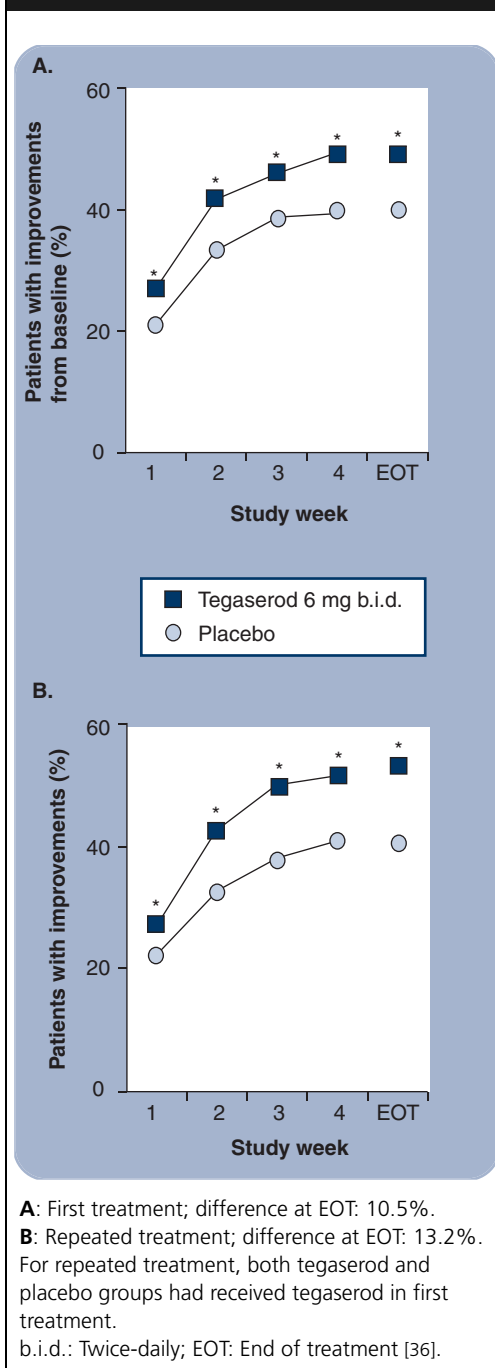 A.
Patients with improvements
from baseline (%)
60
40
20
0
* * * * *
1 2 3 4 EOT
Study week
Tegaserod 6 mg b.i.d.
Placebo
B.
Patients with improvements (%)
60
40
20
0
* * * * *
1 2 3 4 EOT
Study week
A: First treatment; difference at EOT: 10.5%.
B: Repeated treatment; difference at EOT: 13.2%.
For repeated treatment, both tegaserod and
placebo groups had received tegaserod in first
treatment.
b.i.d.: Twice-daily; EOT: End of treatment [36].